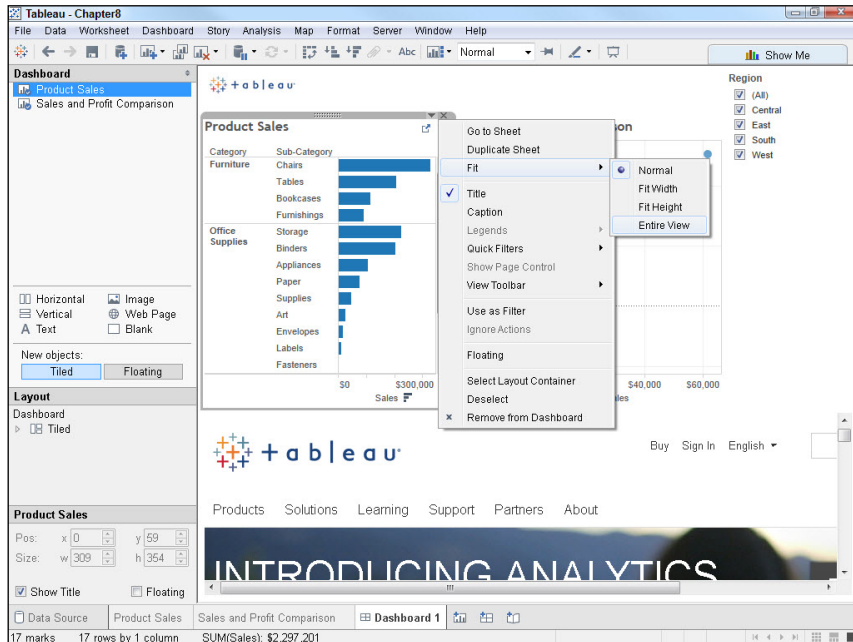 Tableau - Chapter8
File Data Worksheet Dashboard Story Analysis Map Format Server Window Help
Abc Normal Show Me
Dashboard
Product Sales
Sales and Profit Comparison
Horizontal Image
Vertical Web Page
A Text Blank
New objects:
Tiled Floating
Layout
Dashboard
Tiled
Product Sales
Pos: x 0 y 59
Size: w 309 h 354
Show Title Floating
+ a b | e a u
Product Sales
Category Sub-Category
Furniture Chairs
Tables
Bookcases
Furnishings
Office Supplies Storage
Binders
Appliances
Paper
Supplies
Art
Envelopes
Labels
Fasteners
$0 $300,000
Sales
Go to Sheet
Duplicate Sheet
Fit
Title
Caption
Legends
Quick Filters
Show Page Control
View Toolbar
Use as Filter
Ignore Actions
Floating
Select Layout Container
Deselect
Remove from Dashboard
Normal
Fit Width
Fit Height
Entire View
son
$40,000 $60,000
les
Region
(All)
Central
East
South
West
+ a b | e a u
Buy Sign In English
Products Solutions Learning Support Partners About
INTRODUCING ANALYTICS
Data Source Product Sales Sales and Profit Comparison Dashboard 1
17 marks 17 rows by 1 column SUM(Sales): $2,297,201